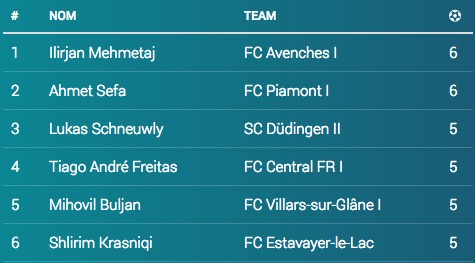 # NOM TEAM
1 Ilirjan Mehmetaj FC Avenches I 6
2 Ahmet Sefa FC Piamont I 6
3 Lukas Schneuwly SC Düdingen II 5
4 Tiago André Freitas FC Central FR I 5
5 Mihovil Buljan FC Villars-sur-Glâne I 5
6 Shlirim Krasniqi FC Estavayer-le-Lac 5